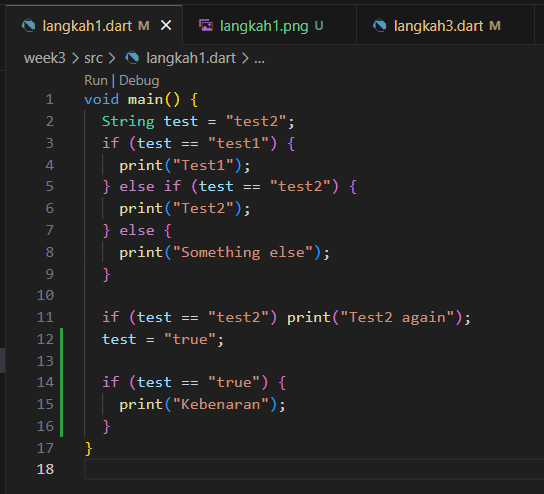 langkah1.dart M langkah1.png U langkah3.dart M
week3 > src > langkah1.dart > ...
Run | Debug
1 void main() {
2   String test = "test2";
3   if (test == "test1") {
4     print("Test1");
5   } else if (test == "test2") {
6     print("Test2");
7   } else {
8     print("Something else");
9   }
10
11   if (test == "test2") print("Test2 again");
12   test = "true";
13
14   if (test == "true") {
15     print("Kebenaran");
16   }
17 }
18